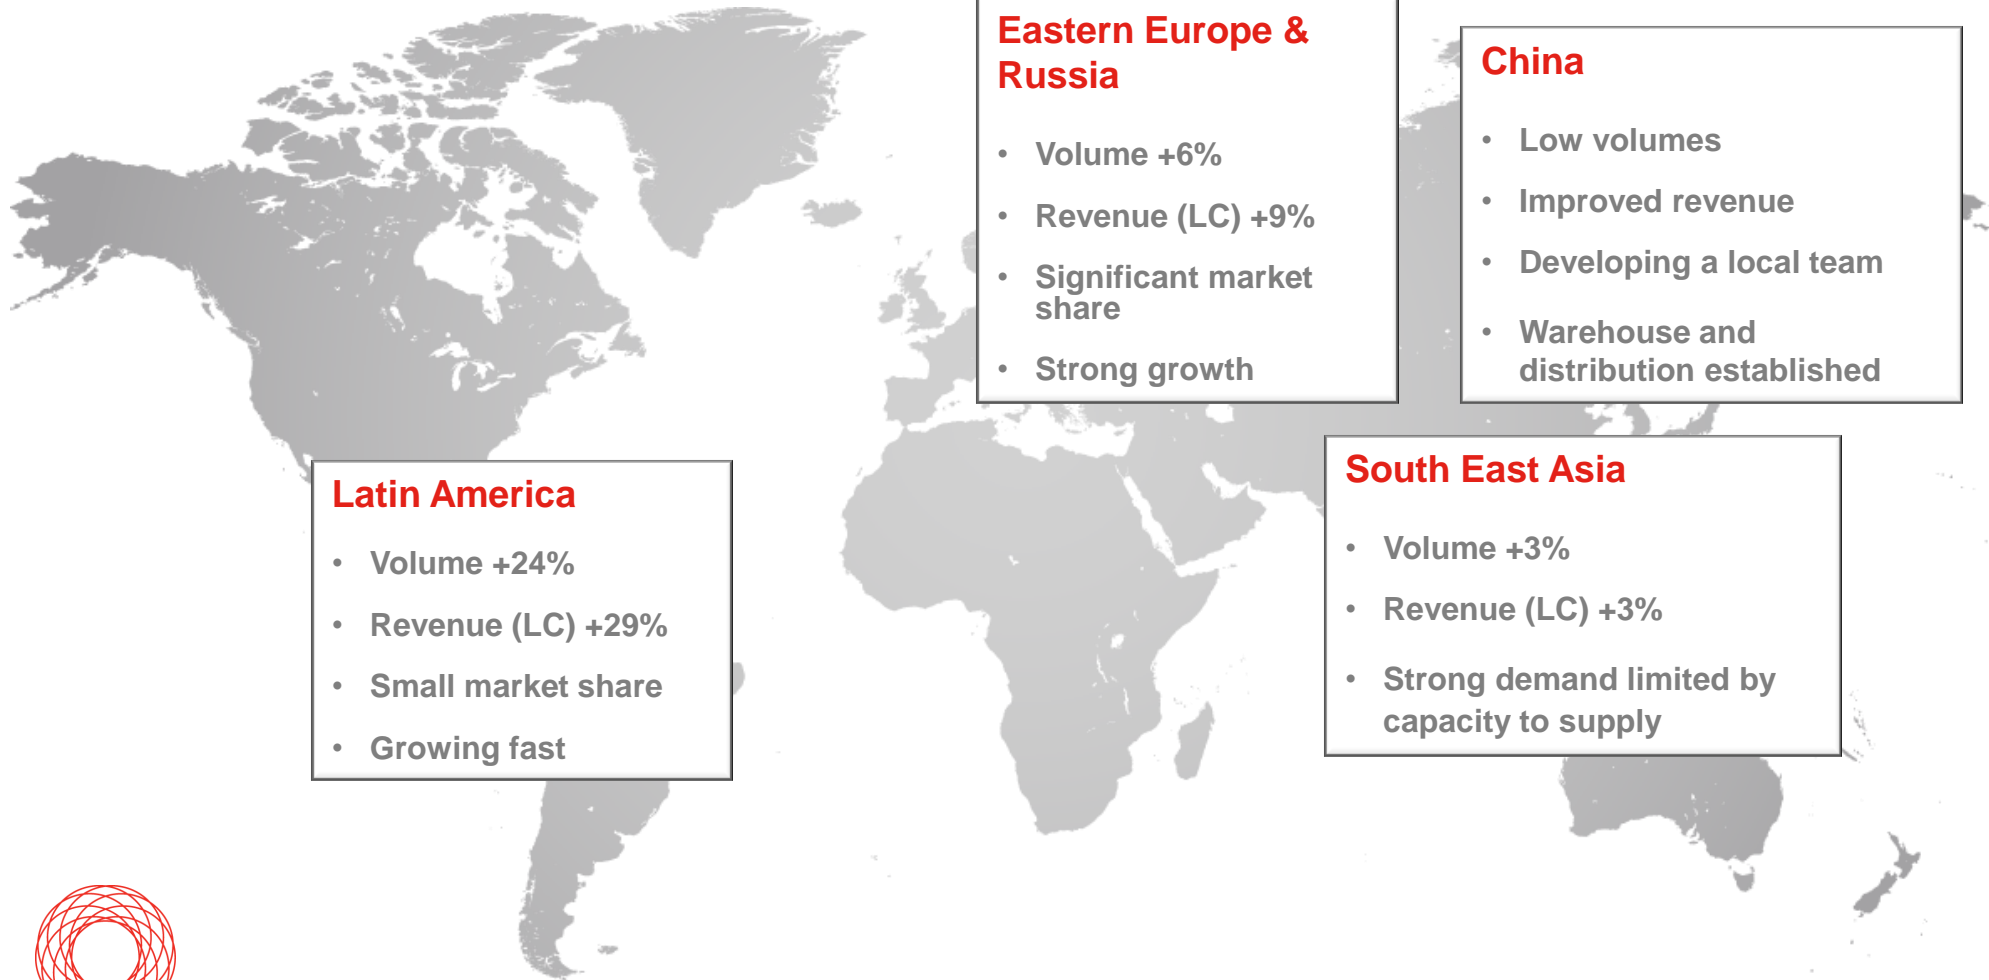 Eastern Europe &
Russia
• Volume +6%
• Revenue (LC) +9%
• Significant market
share
• Strong growth
China
• Low volumes
• Improved revenue
• Developing a local team
• Warehouse and
distribution established
Latin America
• Volume +24%
• Revenue (LC) +29%
• Small market share
• Growing fast
South East Asia
• Volume +3%
• Revenue (LC) +3%
• Strong demand limited by
capacity to supply